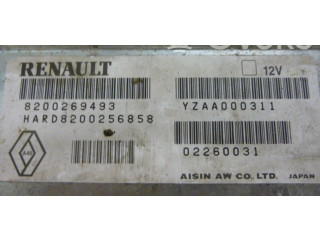 RENAULT
12V
8200269493
YZAA000311
HARD8200256858
02260031
AISIN AW CO., LTD. JAPAN